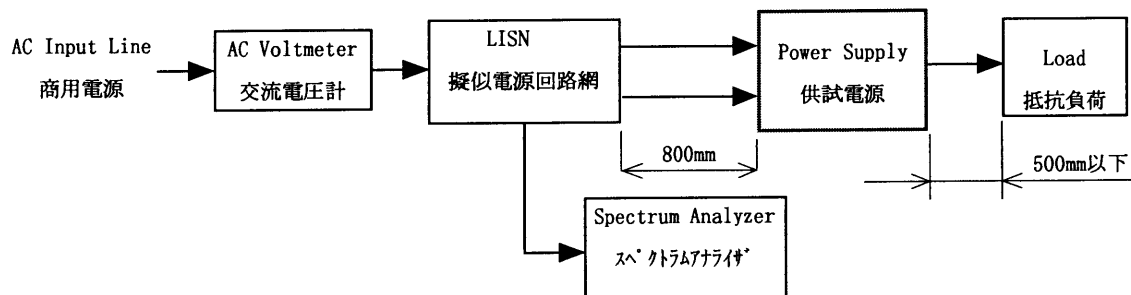 AC Input Line
商用電源
AC Voltmeter
交流電圧計
LISN
擬似電源回路網
Power Supply
供試電源
Load
抵抗負荷
800mm
500mm以下
Spectrum Analyzer
スペクトラムアナライザ